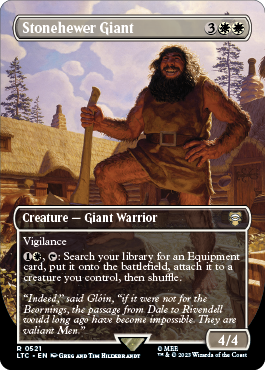 Stonehewer Giant 3
Creature — Giant Warrior
Vigilance
1, : Search your library for an Equipment
card, put it onto the battlefield, attach it to
a creature you control, then shuffle.
"Indeed," said Glóin, "if it were not for the
Beornings, the passage from Dale to Rivendell
would long ago have become impossible. They are
valiant Men."
4/4
R 0521
LTC • EN Greg and Tim Hildebrandt
© MEE
™ & © 2023 Wizards of the Coast